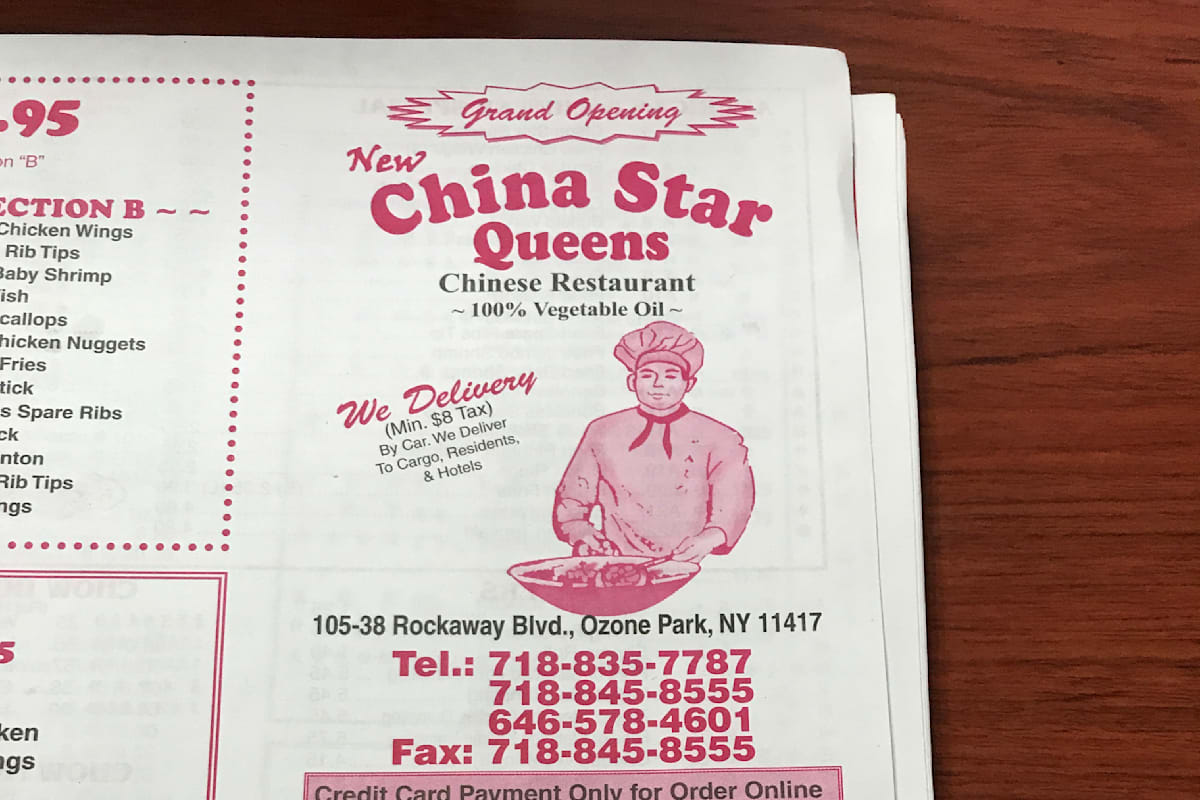 .95
on "B"
ECTION B ~ ~
Chicken Wings
Rib Tips
Baby Shrimp
ish
callops
hicken Nuggets
Fries
tick
s Spare Ribs
ck
nton
Rib Tips
ngs
5
ken
ngs
Grand Opening
New
China Star
Queens
Chinese Restaurant
~ 100% Vegetable Oil ~
We Delivery
(Min. $8 Tax)
By Car. We Deliver
To Cargo, Residents,
& Hotels
105-38 Rockaway Blvd., Ozone Park, NY 11417
Tel.: 718-835-7787
718-845-8555
646-578-4601
Fax: 718-845-8555
Credit Card Payment Only for Order Online